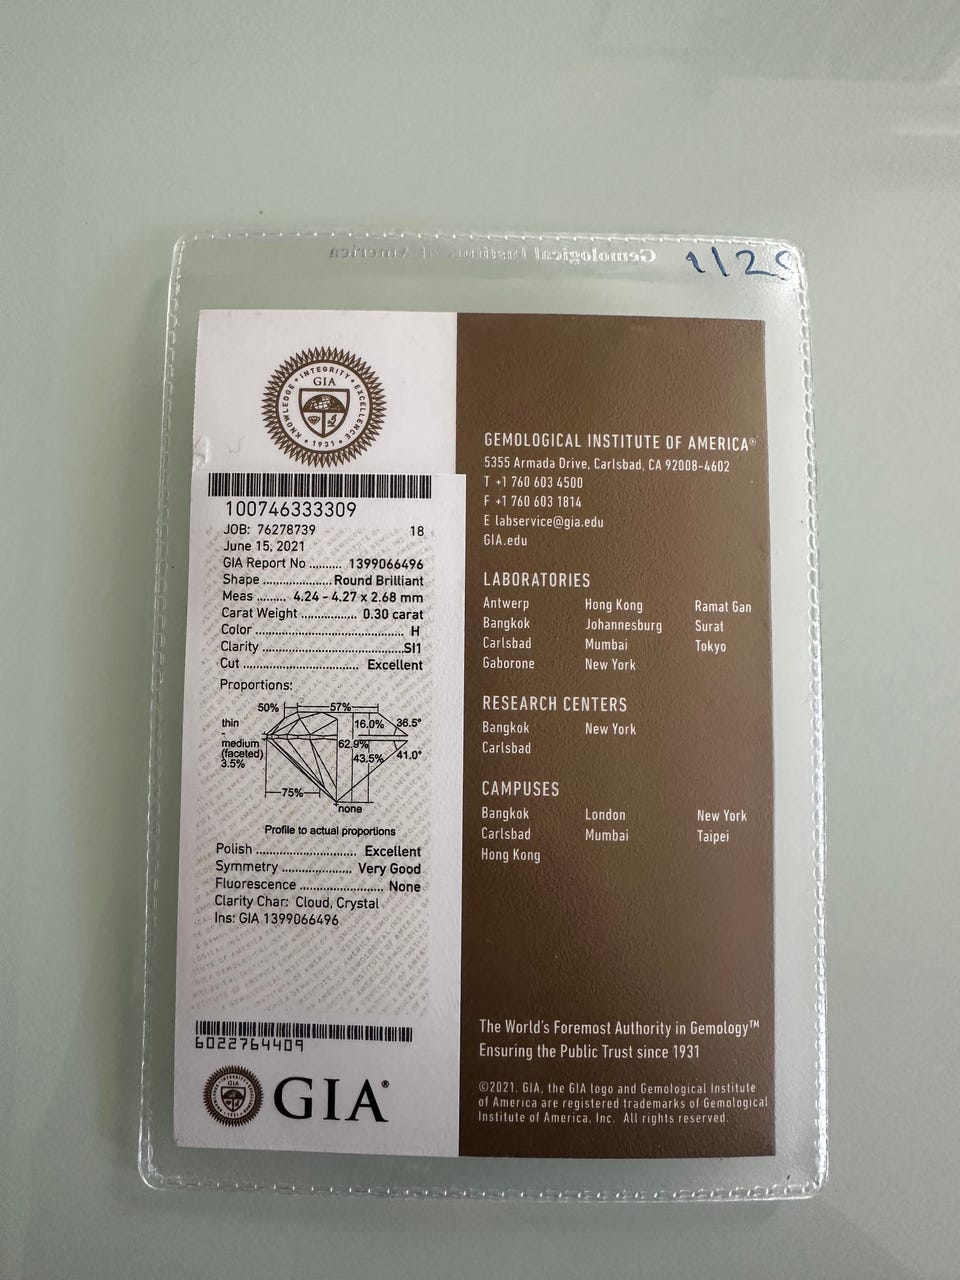 Gemological Institute of America
GIA
KNOWLEDGE • INTEGRITY • EXCELLENCE
• 1931 •
100746333309
JOB: 76278739 18
June 15, 2021
GIA Report No .......... 1399066496
Shape ..................... Round Brilliant
Meas ......... 4.24 - 4.27 x 2.68 mm
Carat Weight ................. 0.30 carat
Color ................................................ H
Clarity ............................................SI1
Cut ................................... Excellent
Proportions:
50% 57%
thin 16.0% 36.5°
-
medium 62.9%
(faceted) 43.5% 41.0°
3.5%
75%
none
Profile to actual proportions
Polish ............................... Excellent
Symmetry ........................... Very Good
Fluorescence ......................... None
Clarity Char: Cloud, Crystal
Ins: GIA 1399066496
6022764409
GIA®
GEMOLOGICAL INSTITUTE OF AMERICA®
5355 Armada Drive, Carlsbad, CA 92008-4602
T +1 760 603 4500
F +1 760 603 1814
E labservice@gia.edu
GIA.edu
LABORATORIES
Antwerp Hong Kong Ramat Gan
Bangkok Johannesburg Surat
Carlsbad Mumbai Tokyo
Gaborone New York
RESEARCH CENTERS
Bangkok New York
Carlsbad
CAMPUSES
Bangkok London New York
Carlsbad Mumbai Taipei
Hong Kong
The World's Foremost Authority in Gemology™
Ensuring the Public Trust since 1931
©2021. GIA, the GIA logo and Gemological Institute
of America are registered trademarks of Gemological
Institute of America, Inc. All rights reserved.